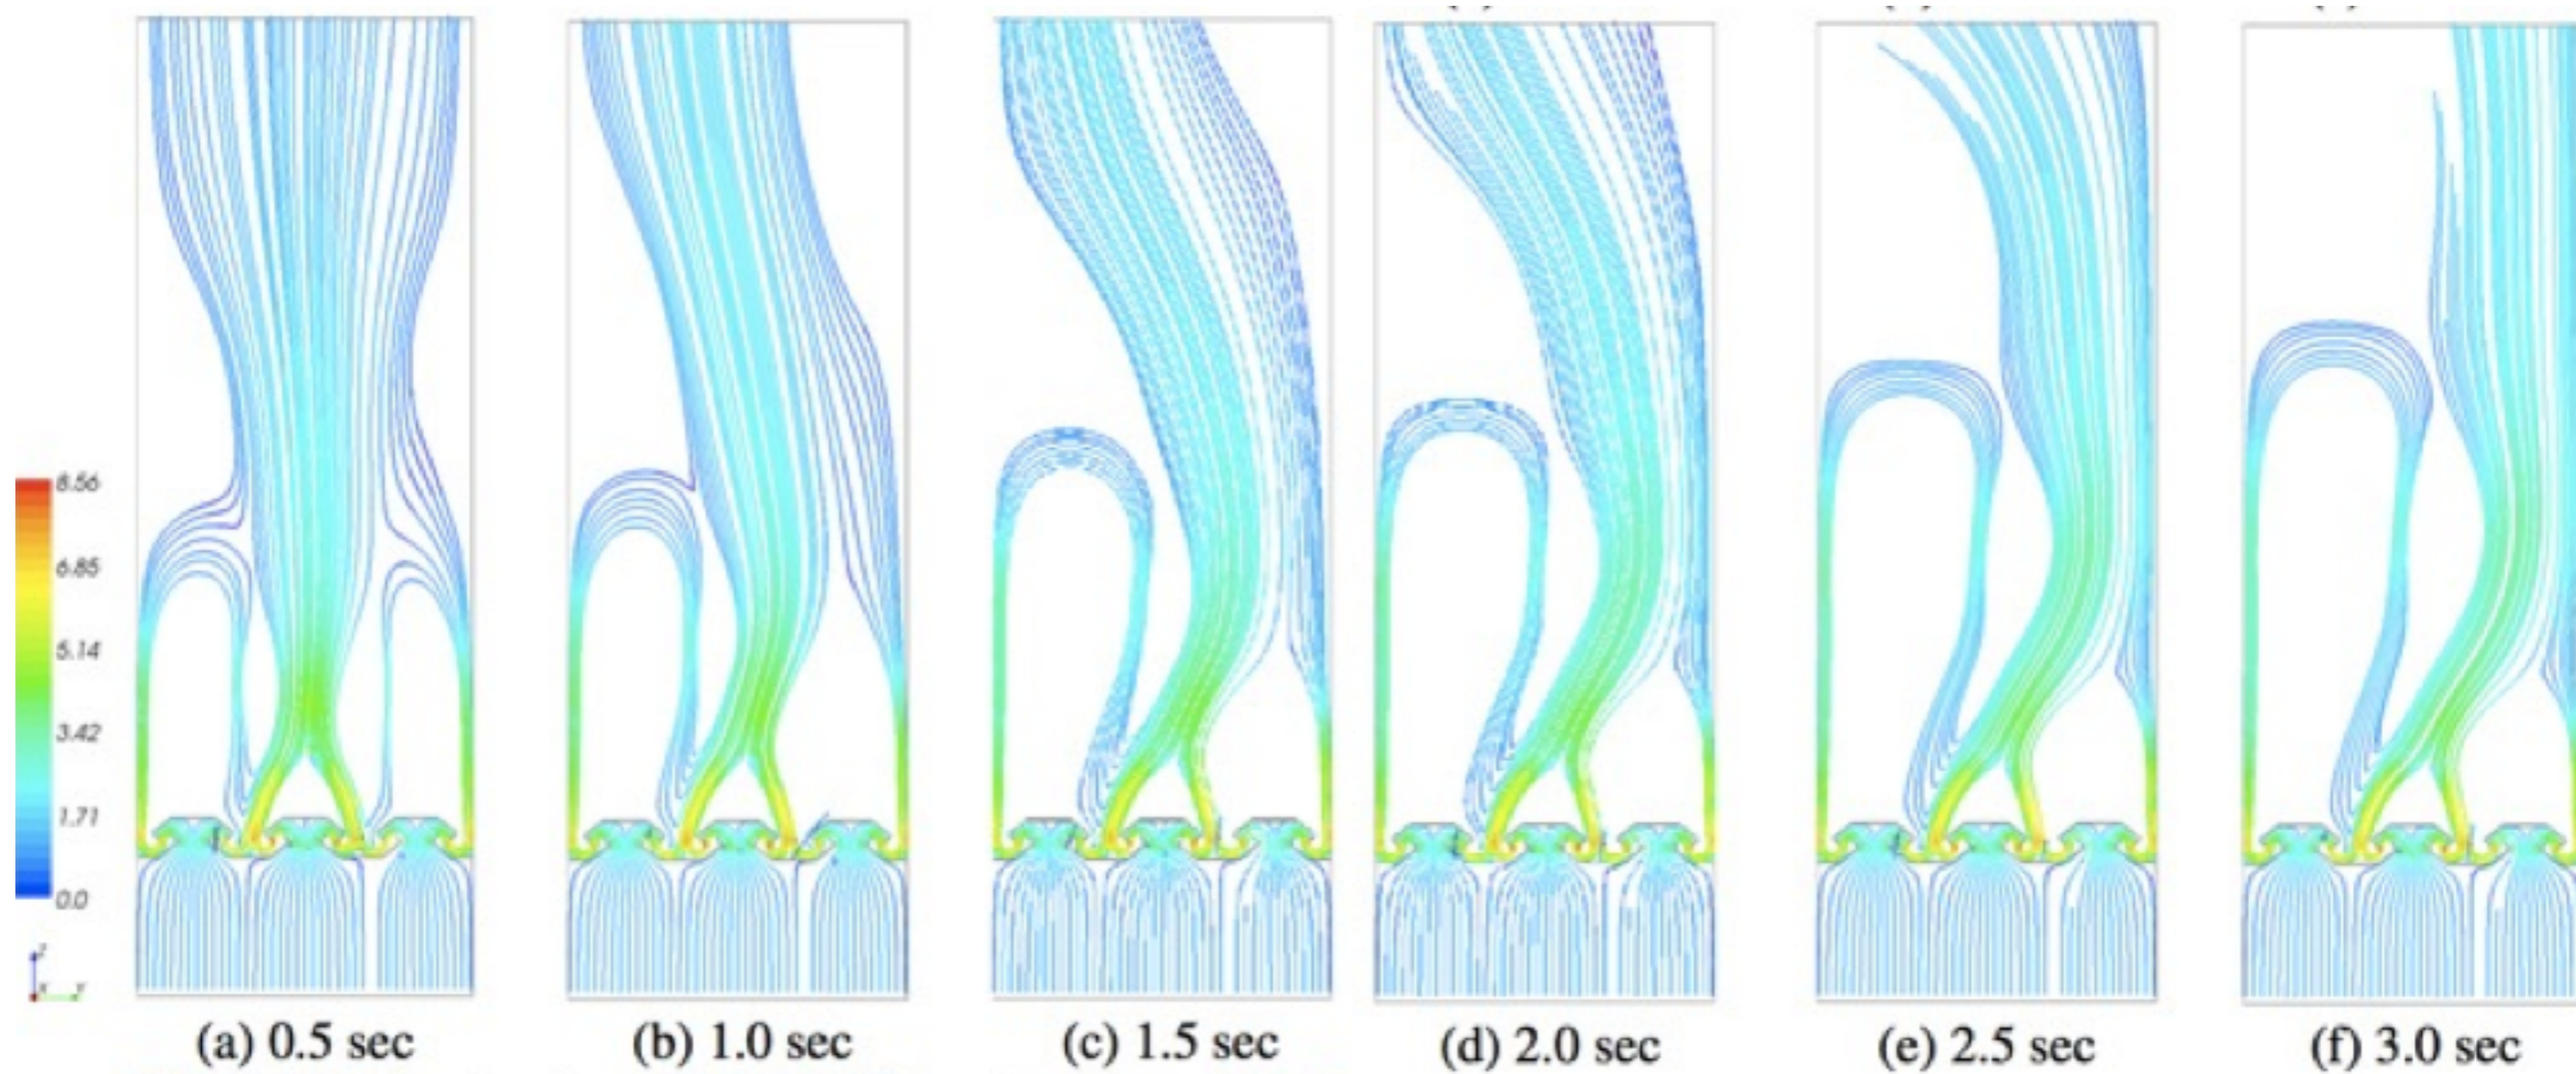 8.56
6.85
5.14
3.42
1.71
0.0
Z
X Y
(a) 0.5 sec
(b) 1.0 sec
(c) 1.5 sec
(d) 2.0 sec
(e) 2.5 sec
(f) 3.0 sec